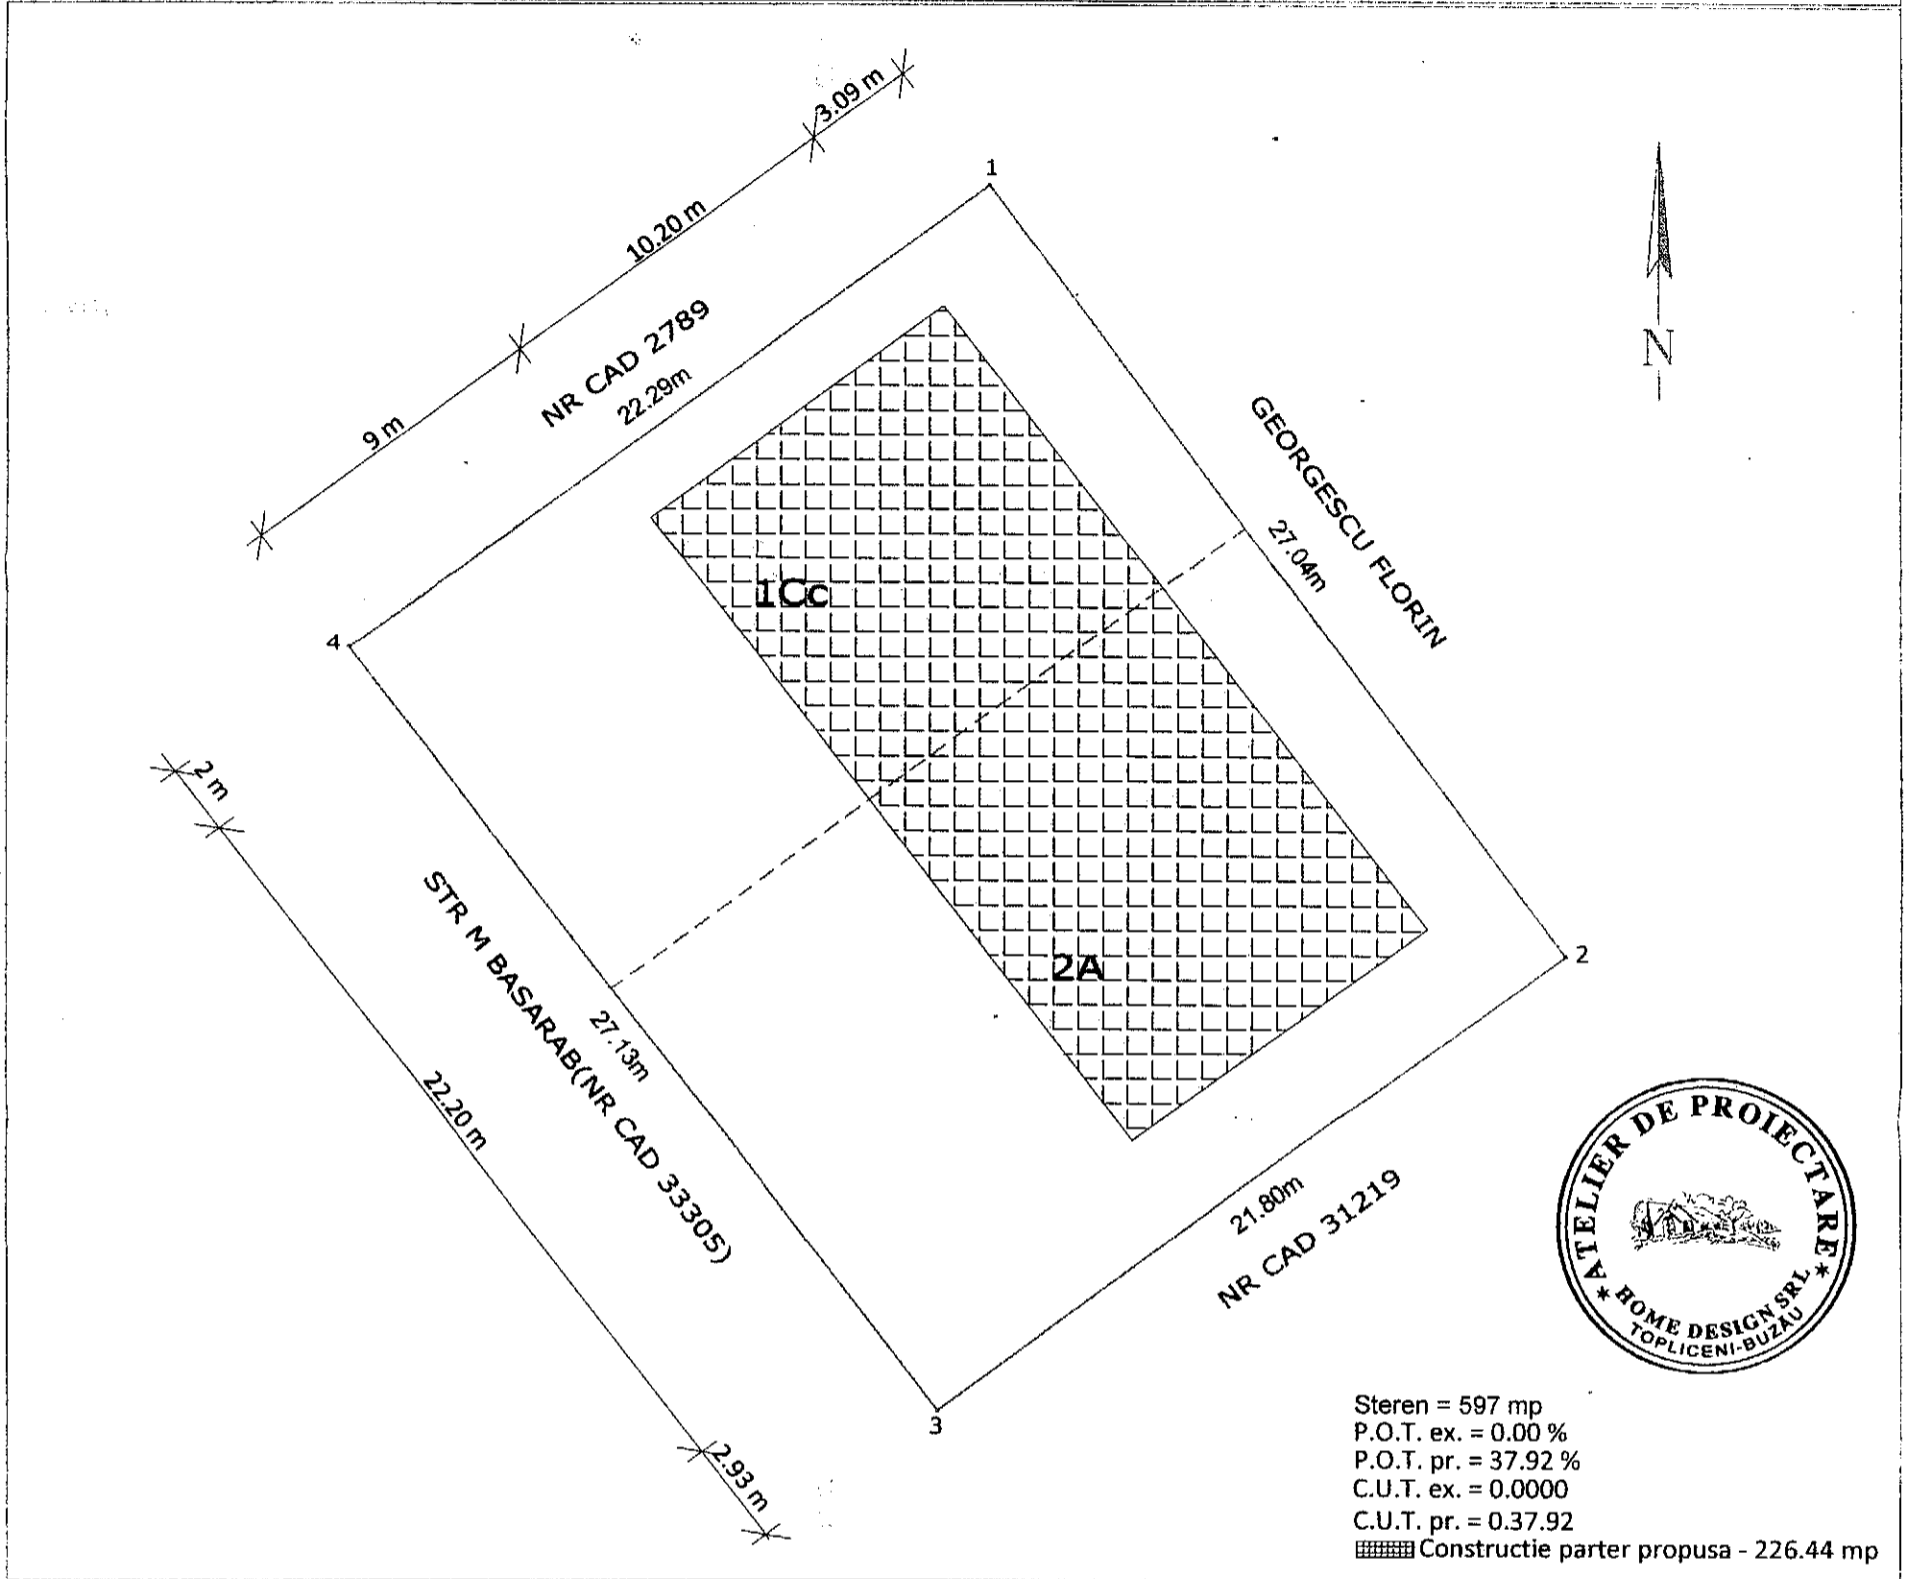 3.09 m
10.20 m
9 m
NR CAD 2789
22.29m
1
N
GEORGESCU FLORIN
27.04m
1Cc
4
2 m
STR M BASARAB(NR CAD 33305)
27.13m
22.20 m
2A
2
21.80m
NR CAD 31219
3
2.93 m
* ATELIER DE PROIECTARE *
HOME DESIGN SRL
TOPLICENI-BUZĂU
Steren = 597 mp
P.O.T. ex. = 0.00 %
P.O.T. pr. = 37.92 %
C.U.T. ex. = 0.0000
C.U.T. pr. = 0.37.92
Constructie parter propusa - 226.44 mp